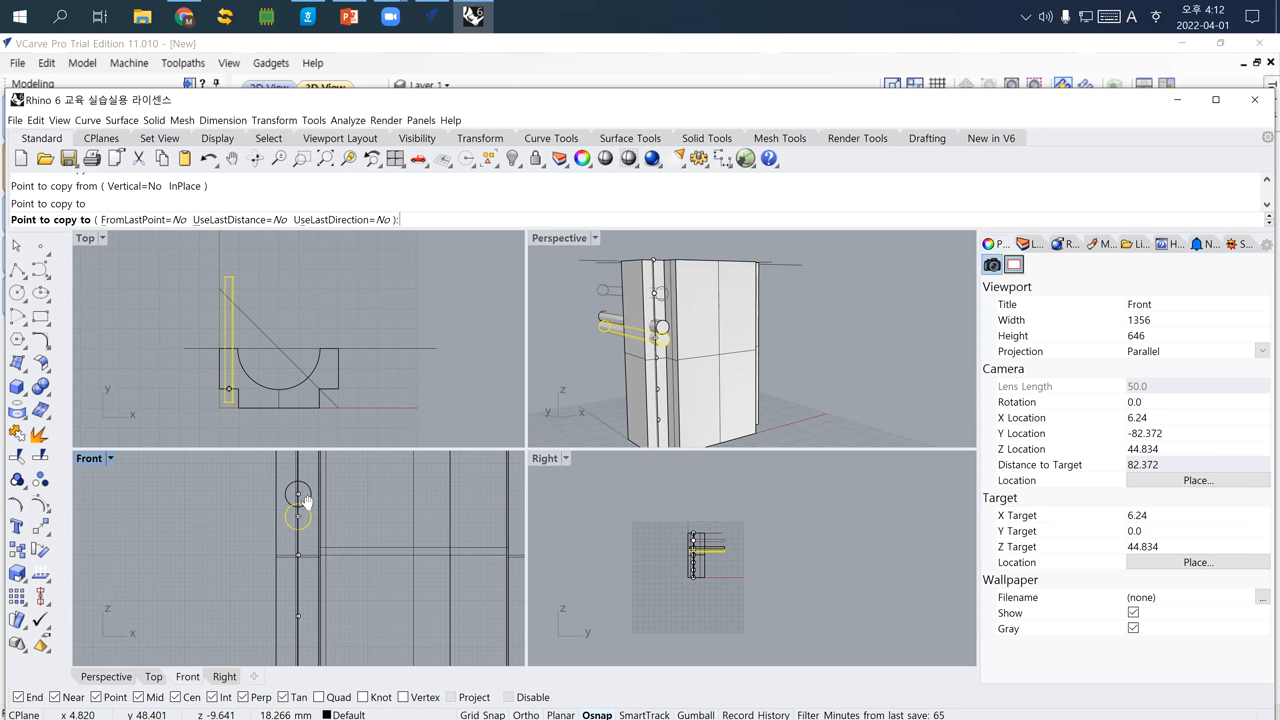 오후 4:12
2022-04-01
A
VCarve Pro Trial Edition 11.010 - [New]
File Edit Model Machine Toolpaths View Gadgets Help
Modeling 2D View 3D View Layer 1
Rhino 6 교육 실습실용 라이센스
File Edit View Curve Surface Solid Mesh Dimension Transform Tools Analyze Render Panels Help
Standard CPlanes Set View Display Select Viewport Layout Visibility Transform Curve Tools Surface Tools Solid Tools Mesh Tools Render Tools Drafting New in V6
Point to copy from ( Vertical=No InPlace )
Point to copy to
Point to copy to ( FromLastPoint=No UseLastDistance=No UseLastDirection=No ):
Top
Perspective
P... L... R... M... Li... H... N... S...
Viewport
Title Front
Width 1356
Height 646
Projection Parallel
Camera
Lens Length 50.0
Rotation 0.0
X Location 6.24
Y Location -82.372
Z Location 44.834
Distance to Target 82.372
Location Place...
Target
X Target 6.24
Y Target 0.0
Z Target 44.834
Location Place...
Wallpaper
Filename (none) ...
Show
Gray
y
x
z
y x
Front
Right
z
x
z
y
Perspective Top Front Right
End Near Point Mid Cen Int Perp Tan Quad Knot Vertex Project Disable
CPlane x 4.820 y 48.401 z -9.641 18.266 mm Default Grid Snap Ortho Planar Osnap SmartTrack Gumball Record History Filter Minutes from last save: 65